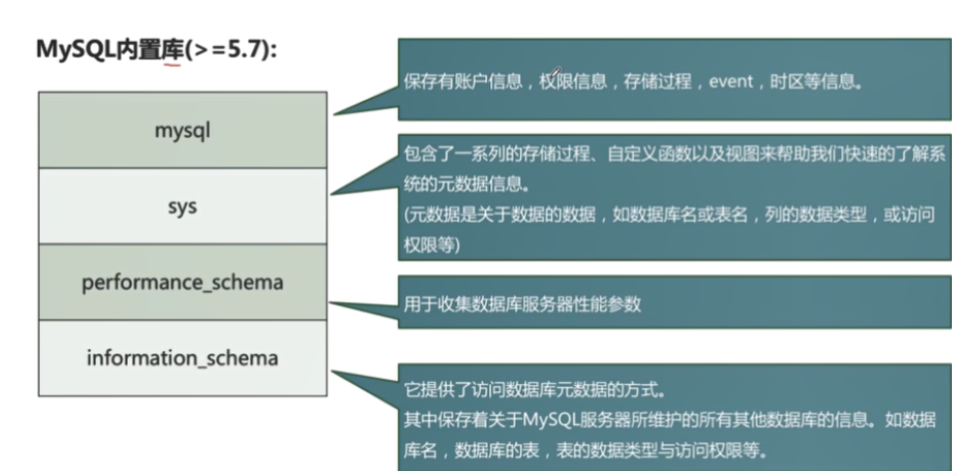 MySQL内置库(>=5.7):
mysql
保存有账户信息，权限信息，存储过程，event，时区等信息。
sys
包含了一系列的存储过程、自定义函数以及视图来帮助我们快速的了解系
统的元数据信息。
(元数据是关于数据的数据，如数据库名或表名，列的数据类型，或访问
权限等)
performance_schema
用于收集数据库服务器性能参数
information_schema
它提供了访问数据库元数据的方式。
其中保存着关于MySQL服务器所维护的所有其他数据库的信息。如数据
库名，数据库的表，表的数据类型与访问权限等。